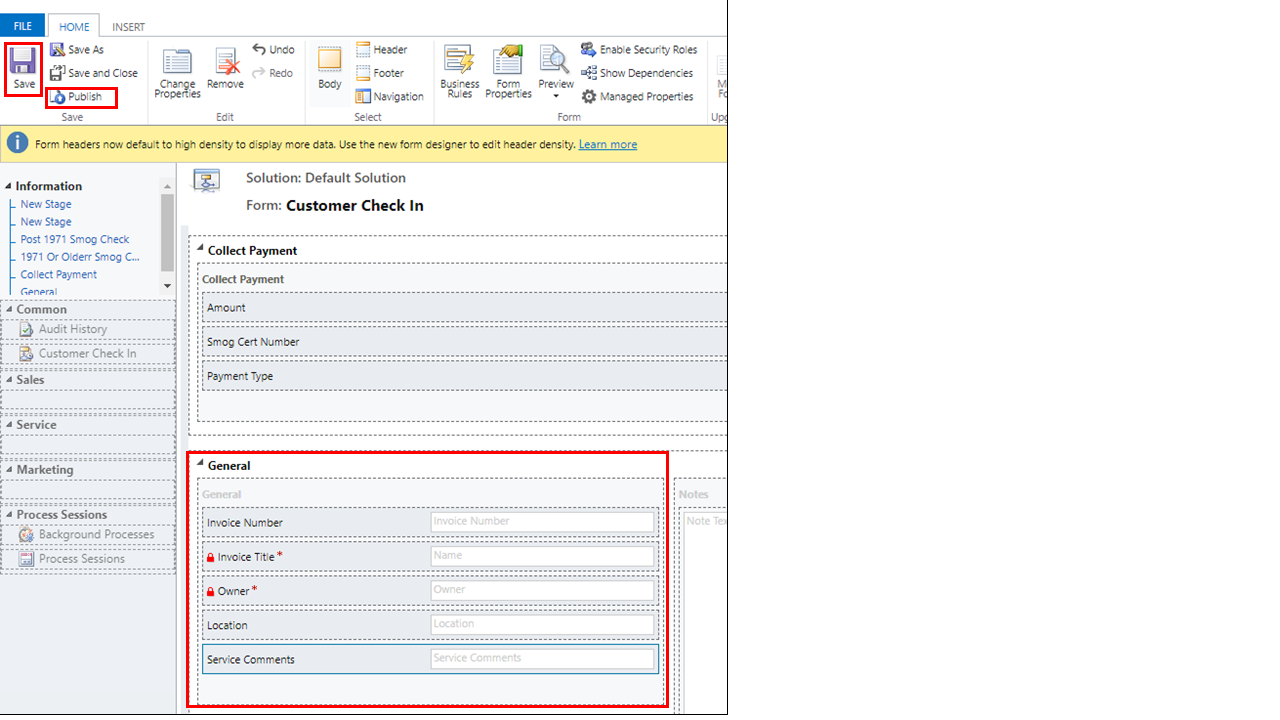 FILE HOME INSERT
Save
Save As
Save and Close
Publish
Save
Change Properties
Remove
Undo
Redo
Edit
Body
Header
Footer
Navigation
Select
Business Rules
Form Properties
Preview
Enable Security Roles
Show Dependencies
Managed Properties
Form
Form headers now default to high density to display more data. Use the new form designer to edit header density. Learn more
Information
New Stage
New Stage
Post 1971 Smog Check
1971 Or Olderr Smog C...
Collect Payment
General
Common
Audit History
Customer Check In
Sales
Service
Marketing
Process Sessions
Background Processes
Process Sessions
Solution: Default Solution
Form: Customer Check In
Collect Payment
Collect Payment
Amount
Smog Cert Number
Payment Type
General
General
Invoice Number Invoice Number
Invoice Title * Name
Owner * Owner
Location Location
Service Comments Service Comments
Notes
Note